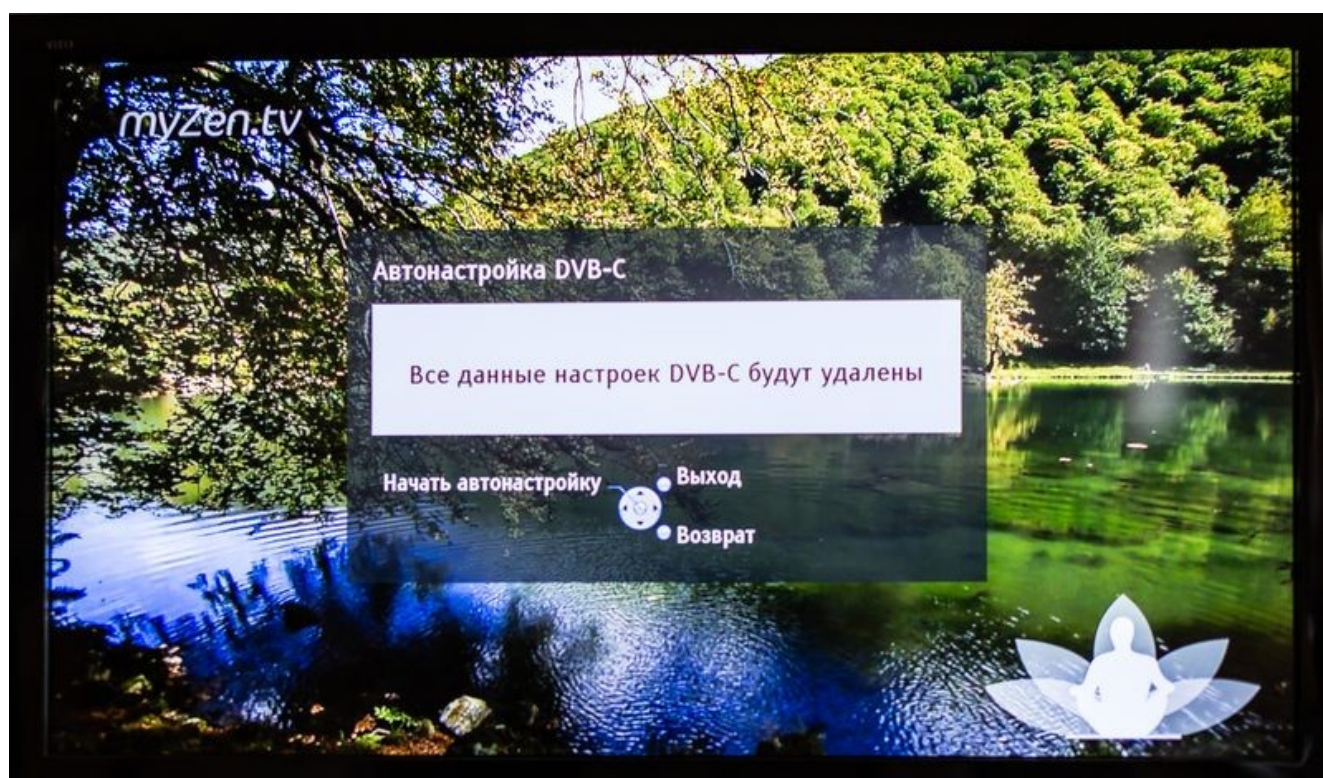 myZen.tv
Автонастройка DVB-C
Все данные настроек DVB-C будут удалены
Начать автонастройку
Выход
Возврат